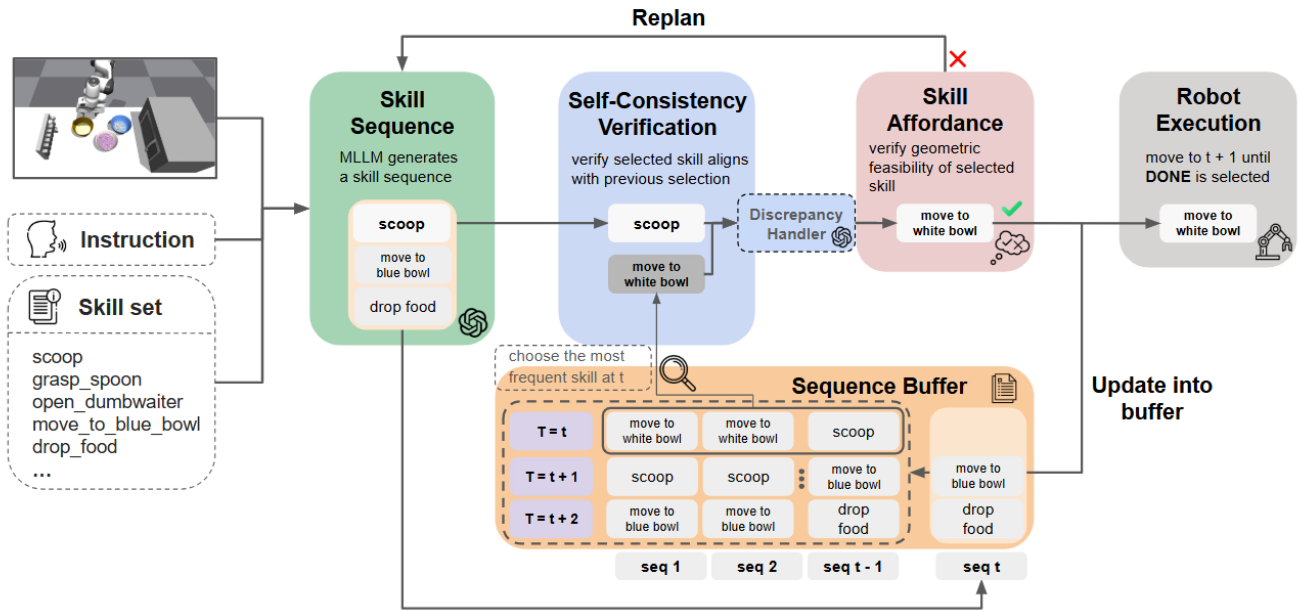 Replan
Instruction
Skill set
scoop
grasp_spoon
open_dumbwaiter
move_to_blue_bowl
drop_food
...
Skill
Sequence
MLLM generates
a skill sequence
scoop
move to
blue bowl
drop food
Self-Consistency
Verification
verify selected skill aligns
with previous selection
scoop
move to
white bowl
Discrepancy
Handler
Skill
Affordance
verify geometric
feasibility of selected
skill
move to
white bowl
Robot
Execution
move to t + 1 until
DONE is selected
move to
white bowl
choose the most
frequent skill at t
Sequence Buffer
Update into
buffer
T = t
move to
white bowl
move to
white bowl
scoop
T = t + 1
scoop
scoop
move to
blue bowl
move to
blue bowl
T = t + 2
move to
blue bowl
move to
blue bowl
drop
food
drop
food
seq 1
seq 2
seq t - 1
seq t